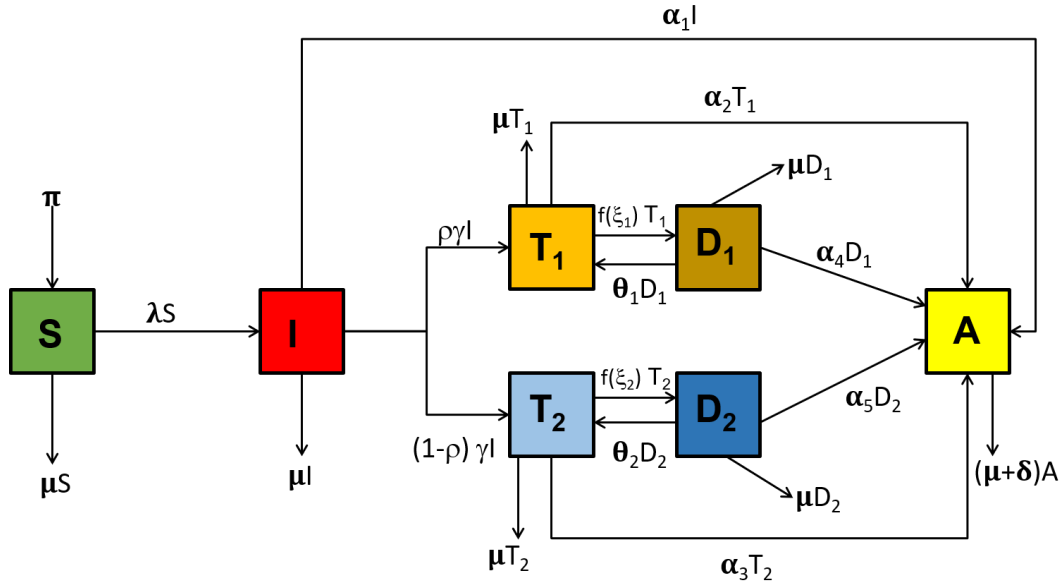 α₁I
α₂T₁
μT₁
μD₁
π
ργI
T₁
f(ξ₁) T₁
D₁
θ₁D₁
α₄D₁
S
λS
I
A
T₂
f(ξ₂) T₂
D₂
θ₂D₂
α₅D₂
(1-ρ) γI
μS
μI
μT₂
μD₂
(μ+δ)A
α₃T₂